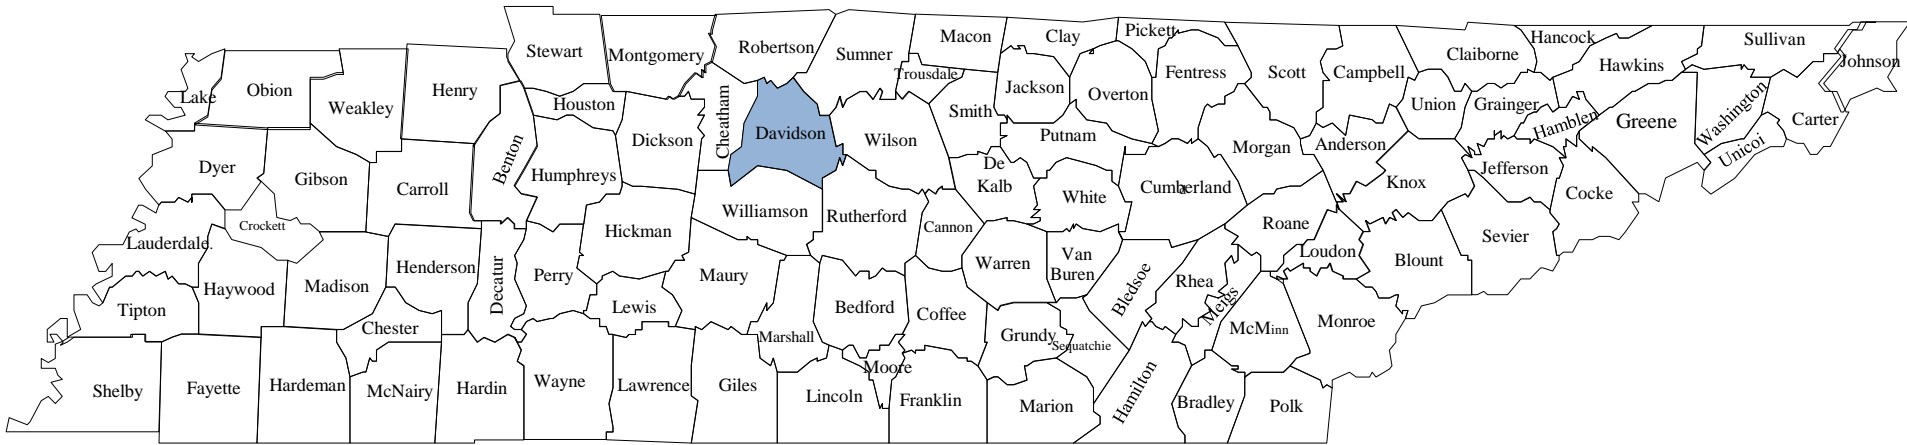 Stewart
Montgomery
Robertson
Sumner
Macon
Clay
Pickett
Fentress
Scott
Campbell
Claiborne
Hancock
Hawkins
Sullivan
Johnson
Lake
Obion
Weakley
Henry
Houston
Dickson
Cheatham
Davidson
Wilson
Trousdale
Smith
Jackson
Overton
Putnam
Morgan
Anderson
Union
Grainger
Hamblen
Greene
Washington
Unicoi
Carter
Dyer
Gibson
Carroll
Benton
Humphreys
Williamson
Rutherford
Cannon
De
Kalb
White
Cumberland
Roane
Knox
Jefferson
Cocke
Sevier
Lauderdale.
Crockett
Haywood
Madison
Henderson
Decatur
Perry
Hickman
Lewis
Maury
Bedford
Coffee
Warren
Van
Buren
Bledsoe
Rhea
Meigs
Loudon
Blount
Tipton
Chester
Marshall
Moore
Grundy
Sequatchie
McMinn
Monroe
Shelby
Fayette
Hardeman
McNairy
Hardin
Wayne
Lawrence
Giles
Lincoln
Franklin
Marion
Hamilton
Bradley
Polk